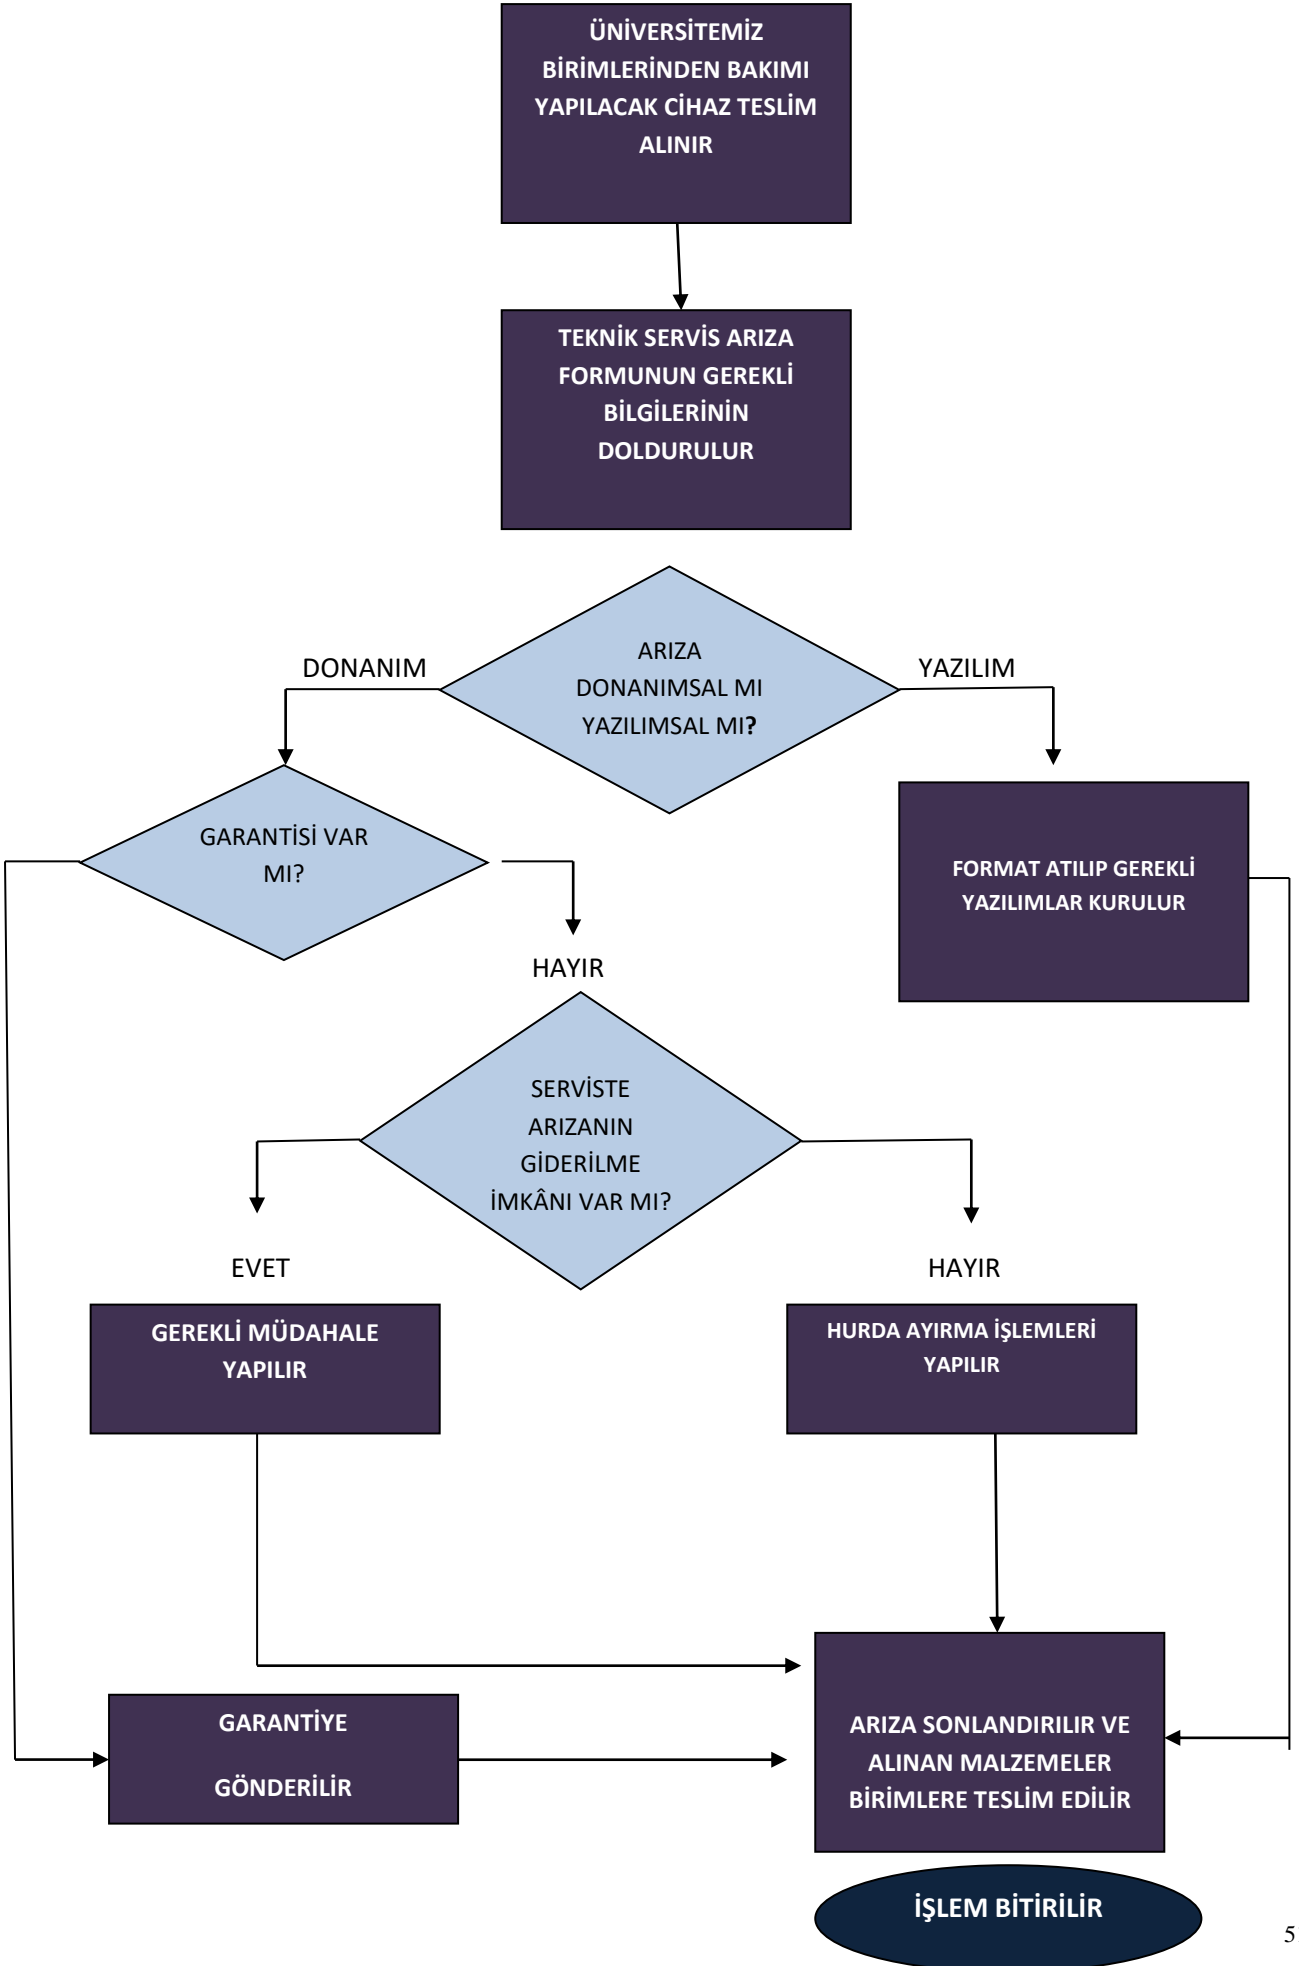 ÜNİVERSİTEMİZ
BİRİMLERİNDEN BAKIMI
YAPILACAK CİHAZ TESLİM
ALINIR
TEKNİK SERVİS ARIZA
FORMUNUN GEREKLİ
BİLGİLERİNİN
DOLDURULUR
DONANIM
ARIZA
DONANIMSAL MI
YAZILIMSAL MI?
YAZILIM
GARANTİSİ VAR
MI?
FORMAT ATILIP GEREKLİ
YAZILIMLAR KURULUR
HAYIR
SERVİSTE
ARIZANIN
GİDERİLME
İMKÂNI VAR MI?
EVET
HAYIR
GEREKLİ MÜDAHALE
YAPILIR
HURDA AYIRMA İŞLEMLERİ
YAPILIR
GARANTİYE
GÖNDERİLİR
ARIZA SONLANDIRILIR VE
ALINAN MALZEMELER
BİRİMLERE TESLİM EDİLİR
İŞLEM BİTİRİLİR
5